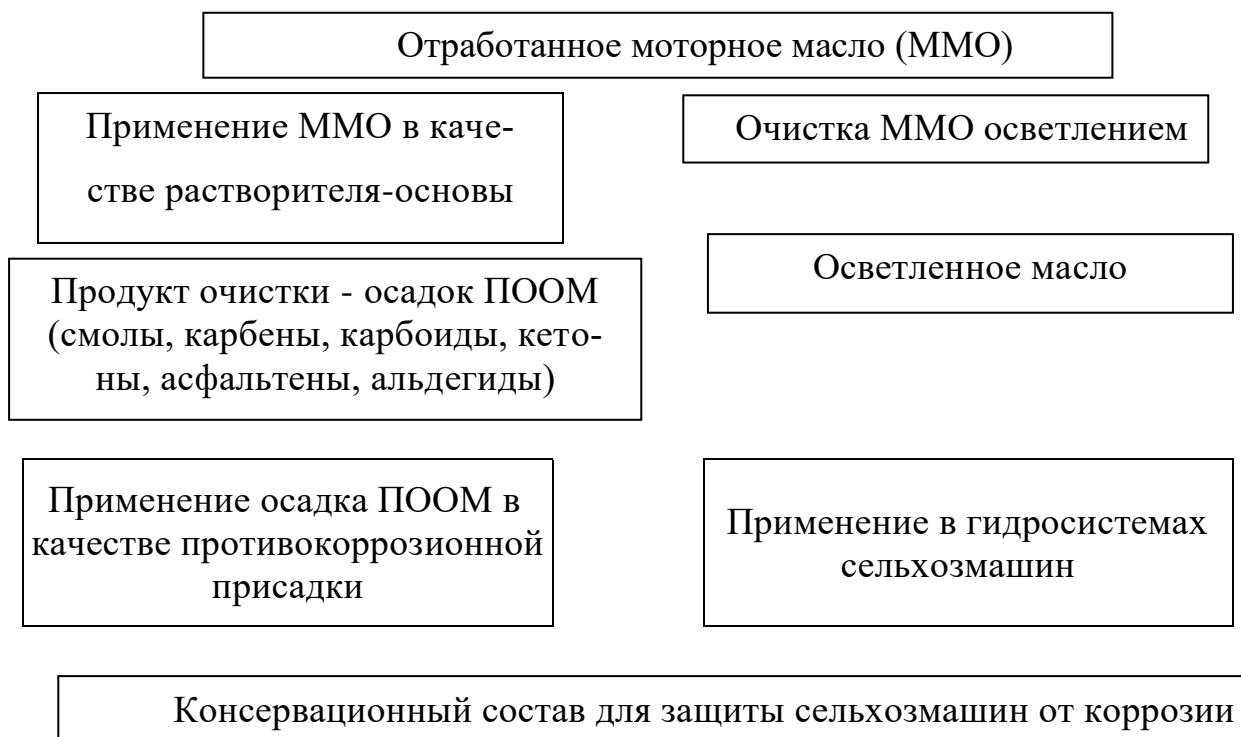 Отработанное моторное масло (ММО)
Применение ММО в каче-
стве растворителя-основы
Очистка ММО осветлением
Продукт очистки - осадок ПООМ
(смолы, карбены, карбоиды, кето-
ны, асфальтены, альдегиды)
Осветленное масло
Применение осадка ПООМ в
качестве противокоррозионной
присадки
Применение в гидросистемах
сельхозмашин
Консервационный состав для защиты сельхозмашин от коррозии